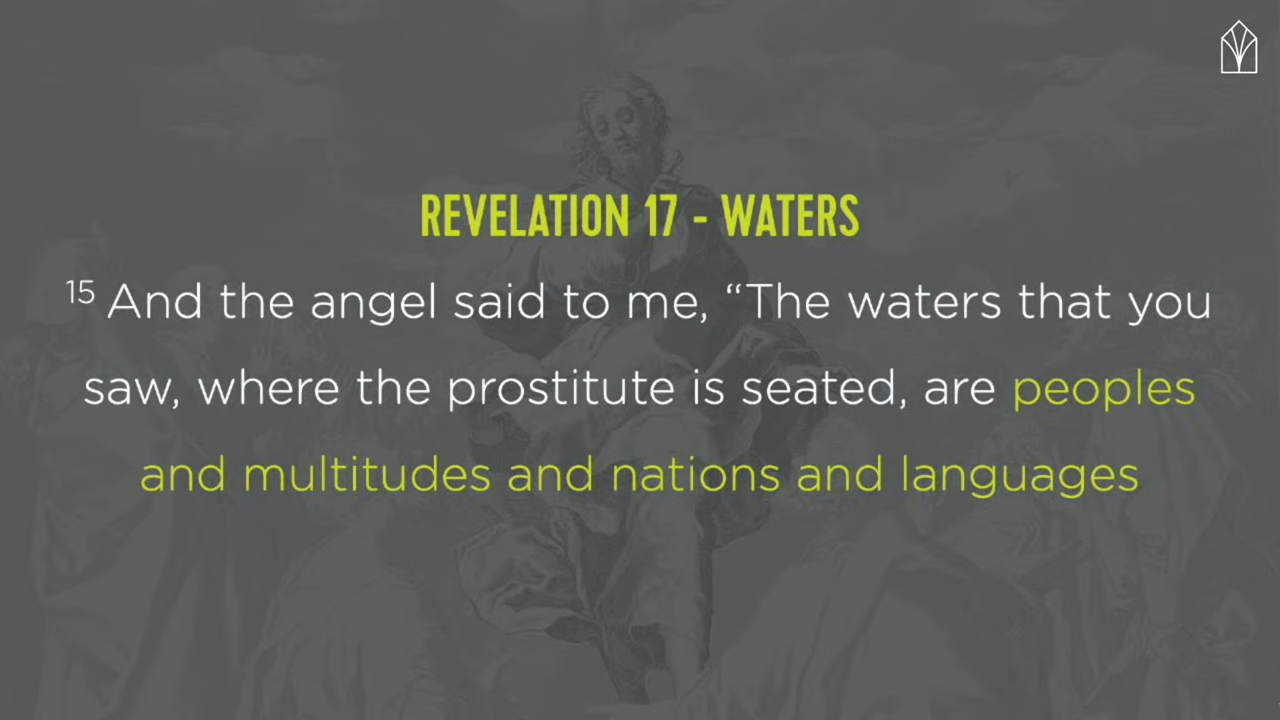 REVELATION 17 - WATERS
15 And the angel said to me, “The waters that you
saw, where the prostitute is seated, are peoples
and multitudes and nations and languages